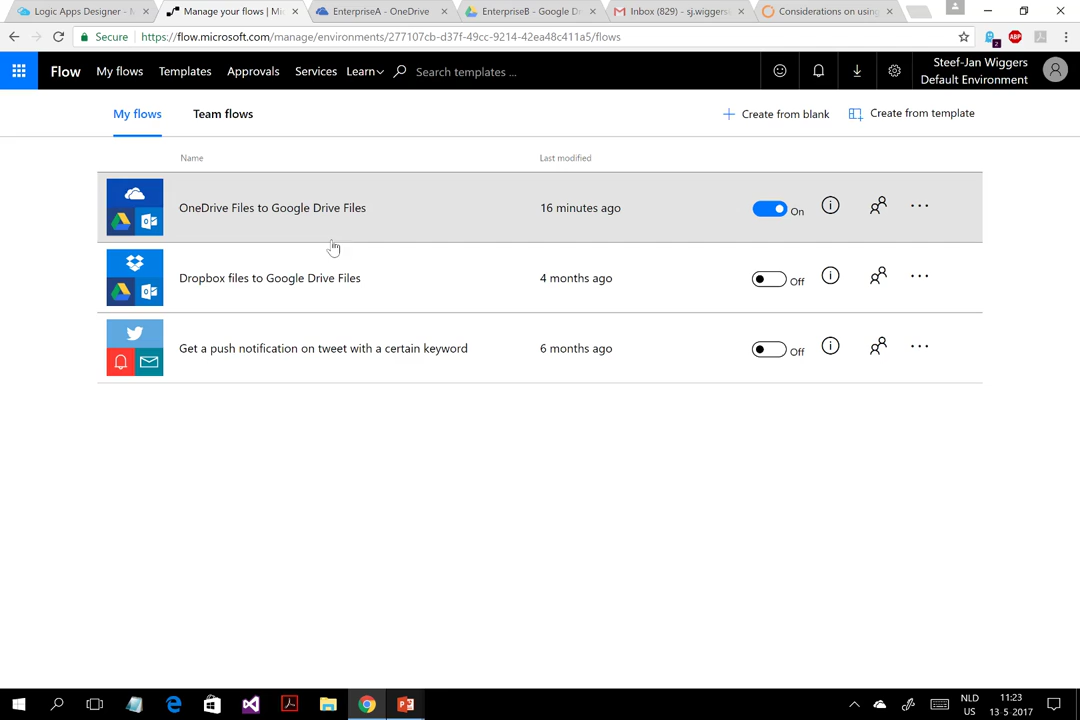 Logic Apps Designer - M
Manage your flows | Mi
EnterpriseA - OneDrive
EnterpriseB - Google D
Inbox (829) - sj.wiggers
Considerations on using
Secure
https://flow.microsoft.com/manage/environments/277107cb-d37f-49cc-9214-42ea48c411a5/flows
2
ABP
Flow
My flows
Templates
Approvals
Services
Learn
Search templates ...
Steef-Jan Wiggers
Default Environment
My flows
Team flows
Create from blank
Create from template
Name
Last modified
OneDrive Files to Google Drive Files
16 minutes ago
On
Dropbox files to Google Drive Files
4 months ago
Off
Get a push notification on tweet with a certain keyword
6 months ago
Off
NLD
US
11:23
13 5 2017